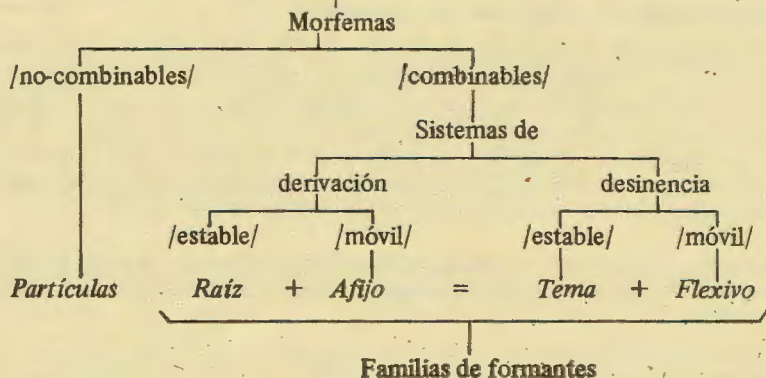 Morfemas
/no-combinables/ /combinables/
Sistemas de
derivación desinencia
/estable/ /móvil/ /estable/ /móvil/
Partículas Raíz + Afijo = Tema + Flexivo
Familias de formantes